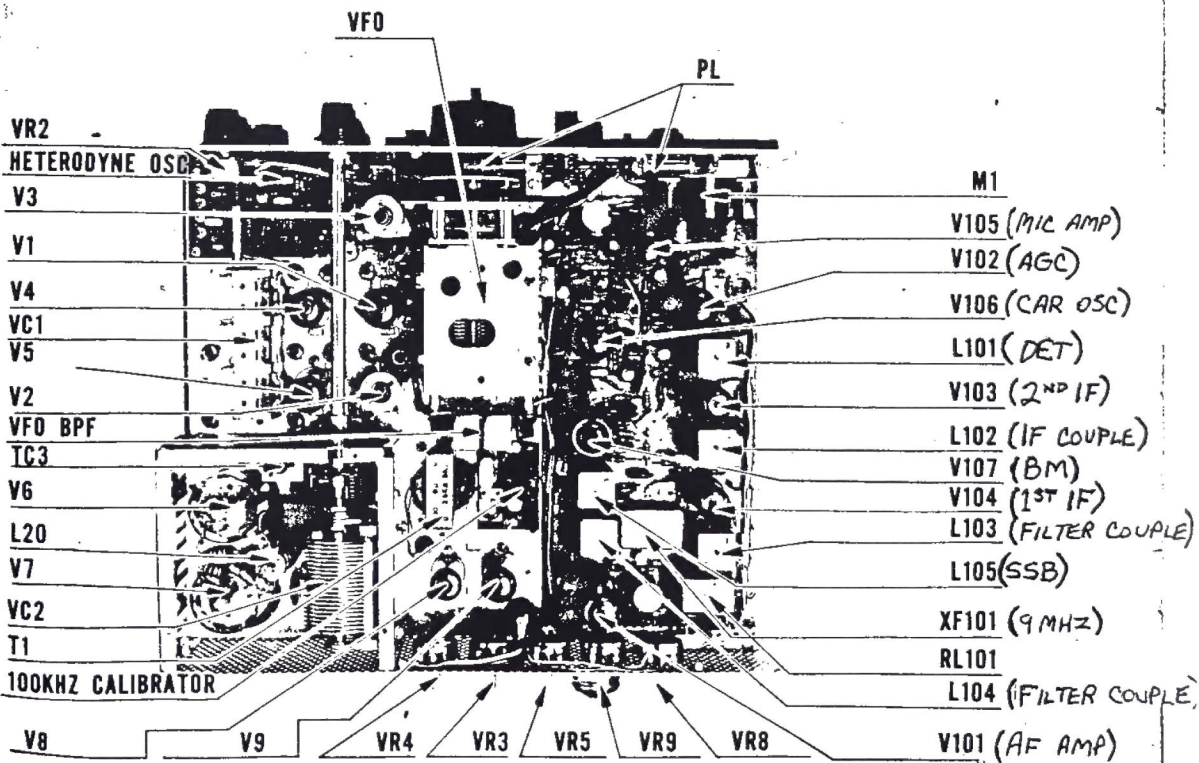 VFO
PL
VR2
HETERODYNE OSC
V3
V1
V4
VC1
V5
V2
VFO BPF
TC3
V6
L20
V7
VC2
T1
100KHZ CALIBRATOR
V8
V9
VR4
VR3
VR5
VR9
VR8
M1
V105 (MIC AMP)
V102 (AGC)
V106 (CAR OSC)
L101 (DET)
V103 (2ND IF)
L102 (IF COUPLE)
V107 (BM)
V104 (1ST IF)
L103 (FILTER COUPLE)
L105 (SSB)
XF101 (9MHZ)
RL101
L104 (FILTER COUPLE)
V101 (AF AMP)